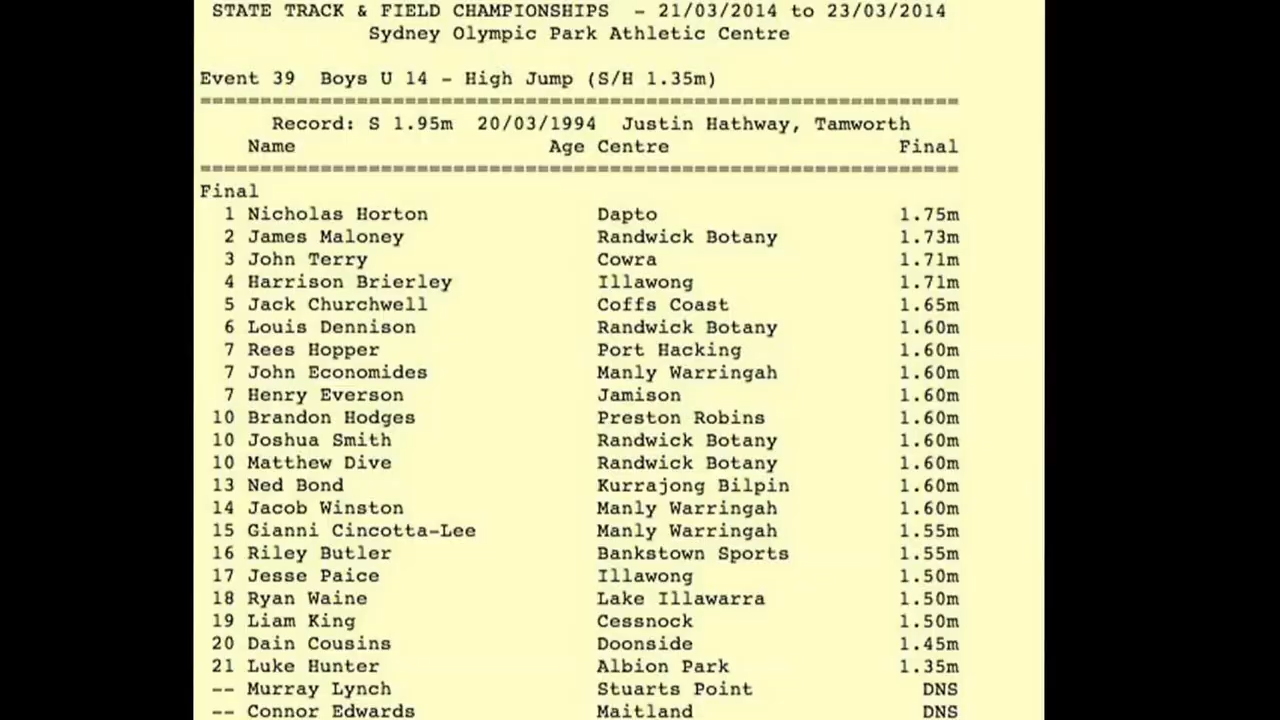 STATE TRACK & FIELD CHAMPIONSHIPS - 21/03/2014 to 23/03/2014
Sydney Olympic Park Athletic Centre
Event 39 Boys U 14 - High Jump (S/H 1.35m)
================================================================
Record: S 1.95m 20/03/1994 Justin Hathway, Tamworth
Name Age Centre Final
================================================================
Final
1 Nicholas Horton Dapto 1.75m
2 James Maloney Randwick Botany 1.73m
3 John Terry Cowra 1.71m
4 Harrison Brierley Illawong 1.71m
5 Jack Churchwell Coffs Coast 1.65m
6 Louis Dennison Randwick Botany 1.60m
7 Rees Hopper Port Hacking 1.60m
7 John Economides Manly Warringah 1.60m
7 Henry Everson Jamison 1.60m
10 Brandon Hodges Preston Robins 1.60m
10 Joshua Smith Randwick Botany 1.60m
10 Matthew Dive Randwick Botany 1.60m
13 Ned Bond Kurrajong Bilpin 1.60m
14 Jacob Winston Manly Warringah 1.60m
15 Gianni Cincotta-Lee Manly Warringah 1.55m
16 Riley Butler Bankstown Sports 1.55m
17 Jesse Paice Illawong 1.50m
18 Ryan Waine Lake Illawarra 1.50m
19 Liam King Cessnock 1.50m
20 Dain Cousins Doonside 1.45m
21 Luke Hunter Albion Park 1.35m
-- Murray Lynch Stuarts Point DNS
-- Connor Edwards Maitland DNS